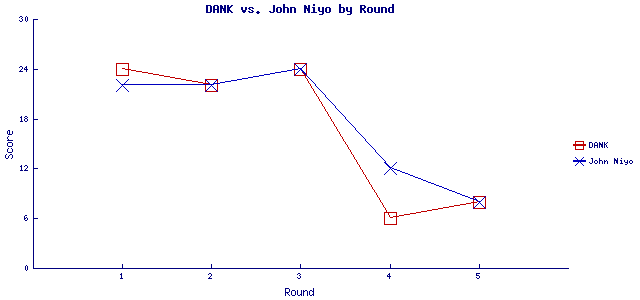 DANK vs. John Niyo by Round
30
24
18
12
6
0
Score
1 2 3 4 5
Round
DANK
John Niyo